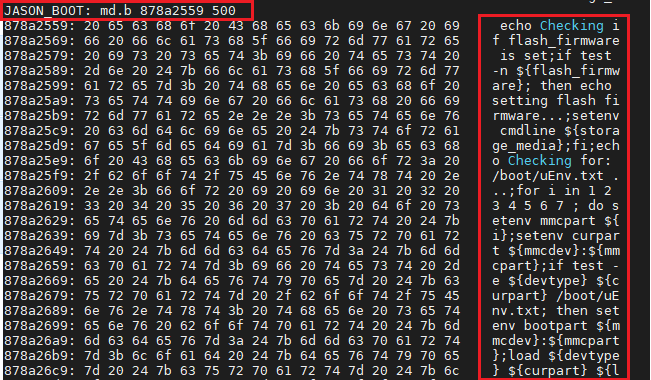 JASON_BOOT: md.b 878a2559 500
878a2559: 20 65 63 68 6f 20 43 68 65 63 6b 69 6e 67 20 69     echo Checking i
878a2569: 66 20 66 6c 61 73 68 5f 66 69 72 6d 77 61 72 65    f flash_firmware
878a2579: 20 69 73 20 73 65 74 3b 69 66 20 74 65 73 74 20     is set;if test 
878a2589: 2d 6e 20 24 7b 66 6c 61 73 68 5f 66 69 72 6d 77    -n ${flash_firmw
878a2599: 61 72 65 7d 3b 20 74 68 65 6e 20 65 63 68 6f 20    are}; then echo 
878a25a9: 73 65 74 74 69 6e 67 20 66 6c 61 73 68 20 66 69    setting flash fi
878a25b9: 72 6d 77 61 72 65 2e 2e 2e 3b 73 65 74 65 6e 76    rmware...;setenv
878a25c9: 20 63 6d 64 6c 69 6e 65 20 24 7b 73 74 6f 72 61     cmdline ${stora
878a25d9: 67 65 5f 6d 65 64 69 61 7d 3b 66 69 3b 65 63 68    ge_media};fi;ech
878a25e9: 6f 20 43 68 65 63 6b 69 6e 67 20 66 6f 72 3a 20    o Checking for: 
878a25f9: 2f 62 6f 6f 74 2f 75 45 6e 76 2e 74 78 74 20 2e    /boot/uEnv.txt .
878a2609: 2e 2e 3b 66 6f 72 20 69 20 69 6e 20 31 20 32 20    ..;for i in 1 2 
878a2619: 33 20 34 20 35 20 36 20 37 20 3b 20 64 6f 20 73    3 4 5 6 7 ; do s
878a2629: 65 74 65 6e 76 20 6d 6d 63 70 61 72 74 20 24 7b    etenv mmcpart ${
878a2639: 69 7d 3b 73 65 74 65 6e 76 20 63 75 72 70 61 72    i};setenv curpar
878a2649: 74 20 24 7b 6d 6d 63 64 65 76 7d 3a 24 7b 6d 6d    t ${mmcdev}:${mm
878a2659: 63 70 61 72 74 7d 3b 69 66 20 74 65 73 74 20 2d    cpart};if test -
878a2669: 65 20 24 7b 64 65 76 74 79 70 65 7d 20 24 7b 63    e ${devtype} ${c
878a2679: 75 72 70 61 72 74 7d 20 2f 62 6f 6f 74 2f 75 45    urpart} /boot/uE
878a2689: 6e 76 2e 74 78 74 3b 20 74 68 65 6e 20 73 65 74    nv.txt; then set
878a2699: 65 6e 76 20 62 6f 6f 74 70 61 72 74 20 24 7b 6d    env bootpart ${m
878a26a9: 6d 63 64 65 76 7d 3a 24 7b 6d 6d 63 70 61 72 74    mcdev}:${mmcpart
878a26b9: 7d 3b 6c 6f 61 64 20 24 7b 64 65 76 74 79 70 65    };load ${devtype
878a26c9: 7d 20 24 7b 63 75 72 70 61 72 74 7d 20 24 7b 6c    } ${curpart} ${l